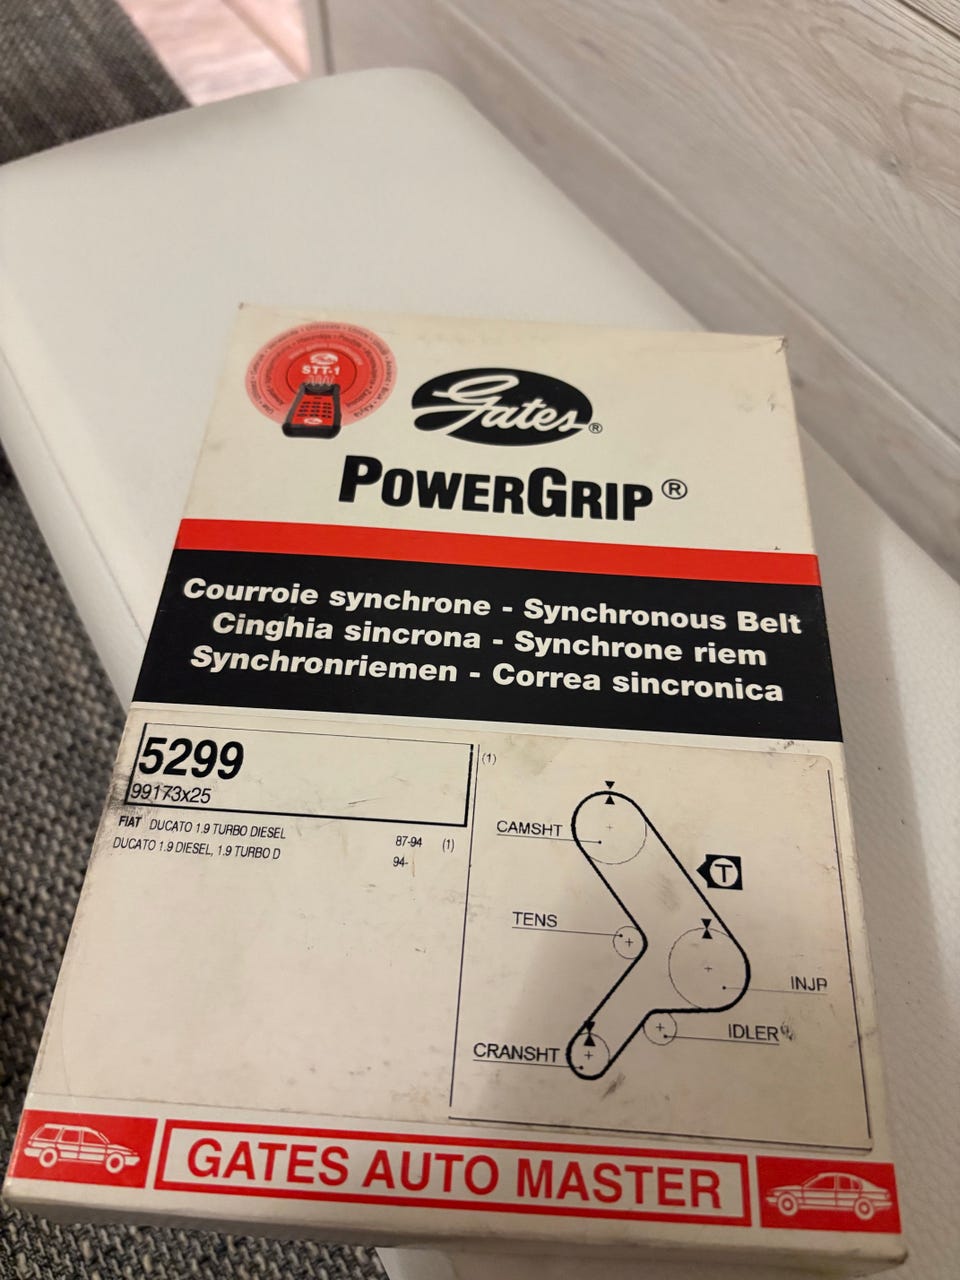 STT-1
Gates®
POWERGRIP®
Courroie synchrone - Synchronous Belt
Cinghia sincrona - Synchrone riem
Synchronriemen - Correa sincronica
5299
99173x25
FIAT DUCATO 1.9 TURBO DIESEL 87-94 (1)
DUCATO 1.9 DIESEL, 1.9 TURBO D 94-
(1)
CAMSHT
T
TENS
INJP
IDLER
CRANSHT
GATES AUTO MASTER